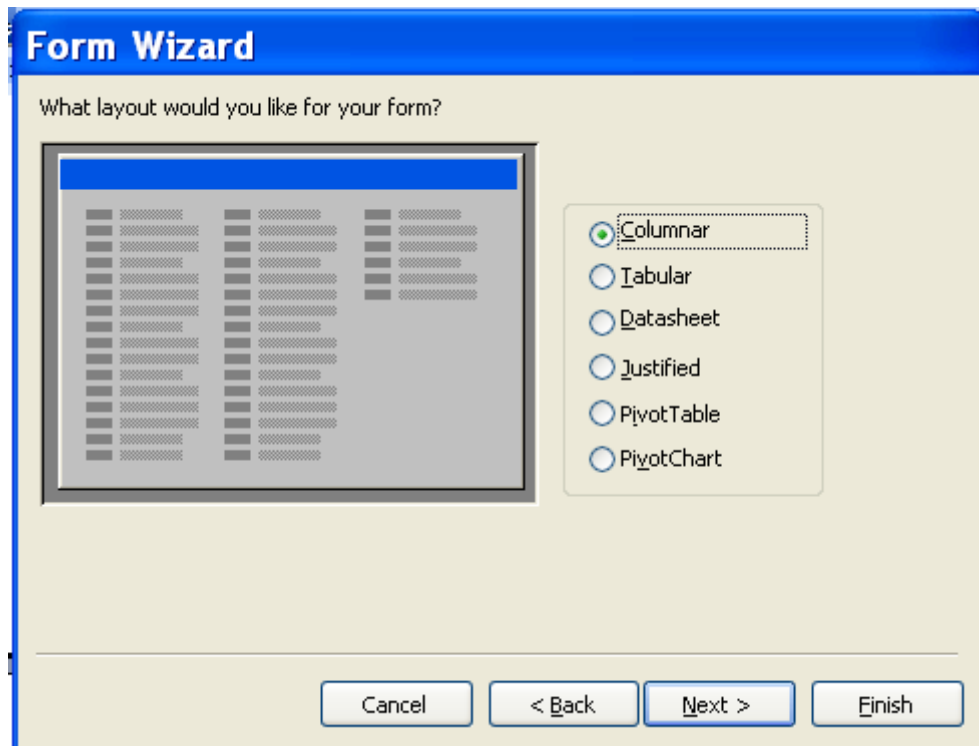 Form Wizard
What layout would you like for your form?
Columnar
Tabular
Datasheet
Justified
PivotTable
PivotChart
Cancel
< Back
Next >
Finish